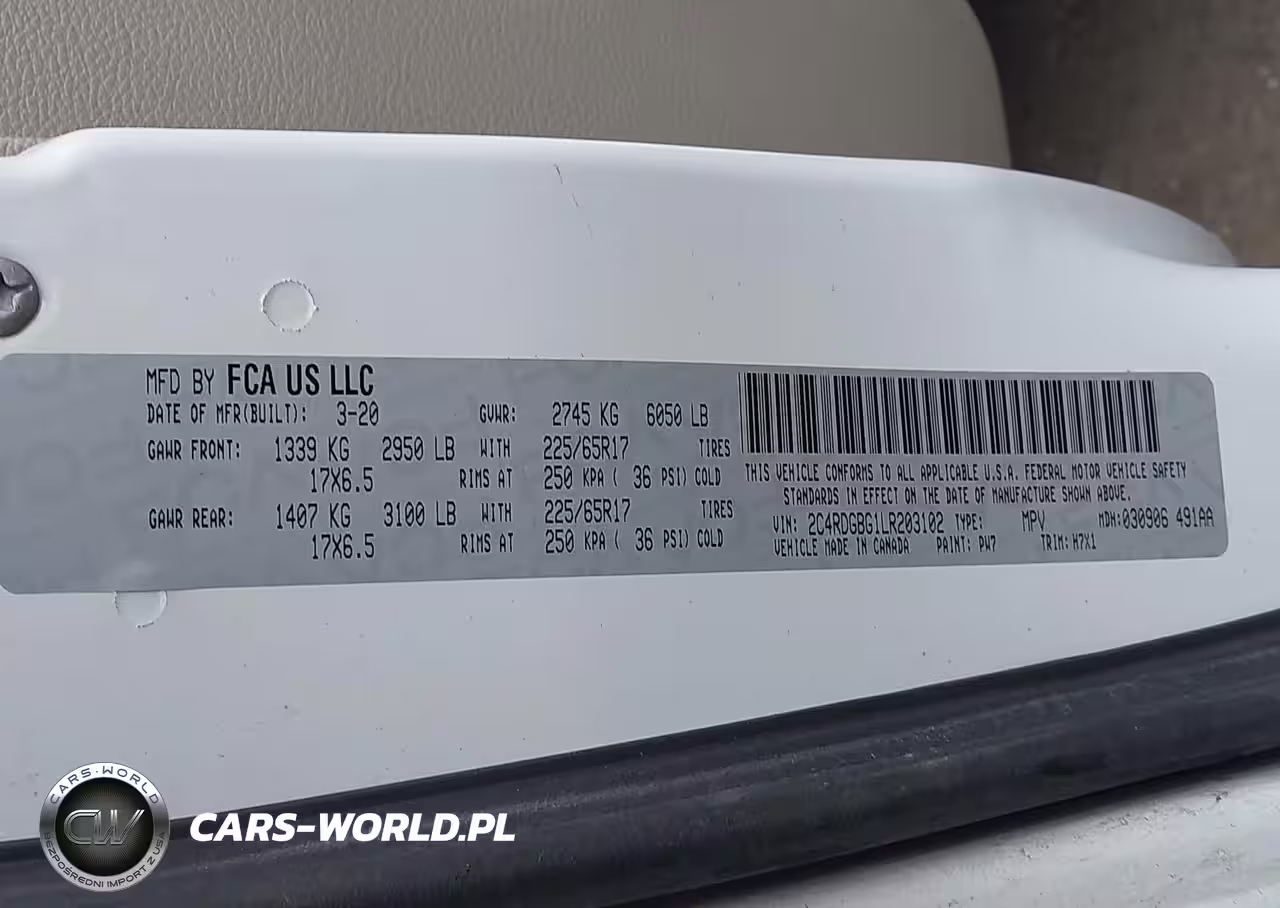 MFD BY FCA US LLC
DATE OF MFR(BUILT): 3-20 GVWR: 2745 KG 6050 LB
GAWR FRONT: 1339 KG 2950 LB WITH 225/65R17 TIRES
17X6.5 RIMS AT 250 KPA ( 36 PSI) COLD
GAWR REAR: 1407 KG 3100 LB WITH 225/65R17 TIRES
17X6.5 RIMS AT 250 KPA ( 36 PSI) COLD
THIS VEHICLE CONFORMS TO ALL APPLICABLE U.S.A. FEDERAL MOTOR VEHICLE SAFETY
STANDARDS IN EFFECT ON THE DATE OF MANUFACTURE SHOWN ABOVE.
VIN: 2C4RDGBG1LR203102 TYPE: MPV MDH:030906 491AA
VEHICLE MADE IN CANADA PAINT: PW7 TRIM: H7X1
CARS-WORLD
CW
BEZPOŚREDNI IMPORT Z USA
CARS-WORLD.PL